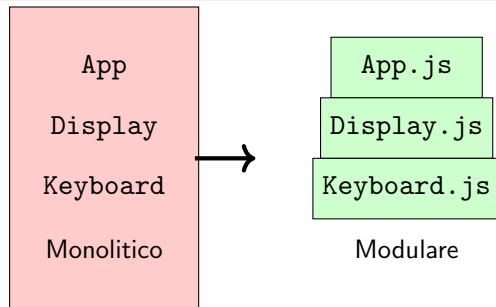 App
Display
Keyboard
Monolitico
App.js
Display.js
Keyboard.js
Modulare